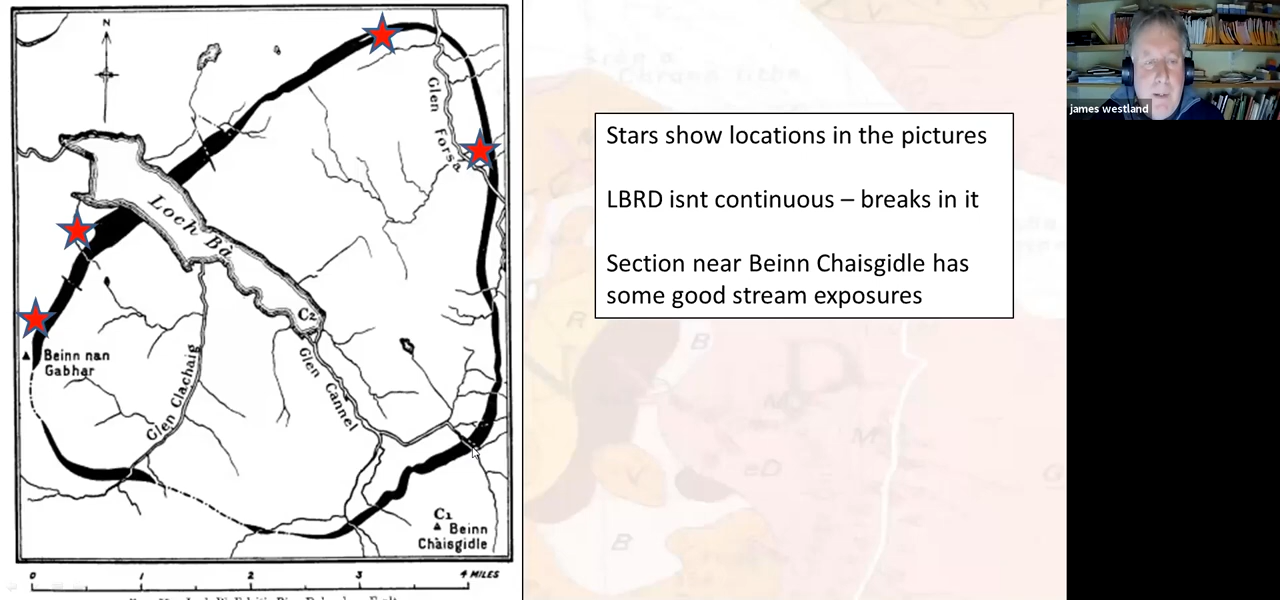 N
Glen Forsa
Loch Bà
C2
Beinn nan
Gabhar
Glen Clachaig
Glen Cannel
C1
Beinn
Chàisgidle
0 1 2 3 4 MILES
Stars show locations in the pictures
LBRD isnt continuous – breaks in it
Section near Beinn Chaisgidle has
some good stream exposures
R
B
D
M
M
eD
B
james westland